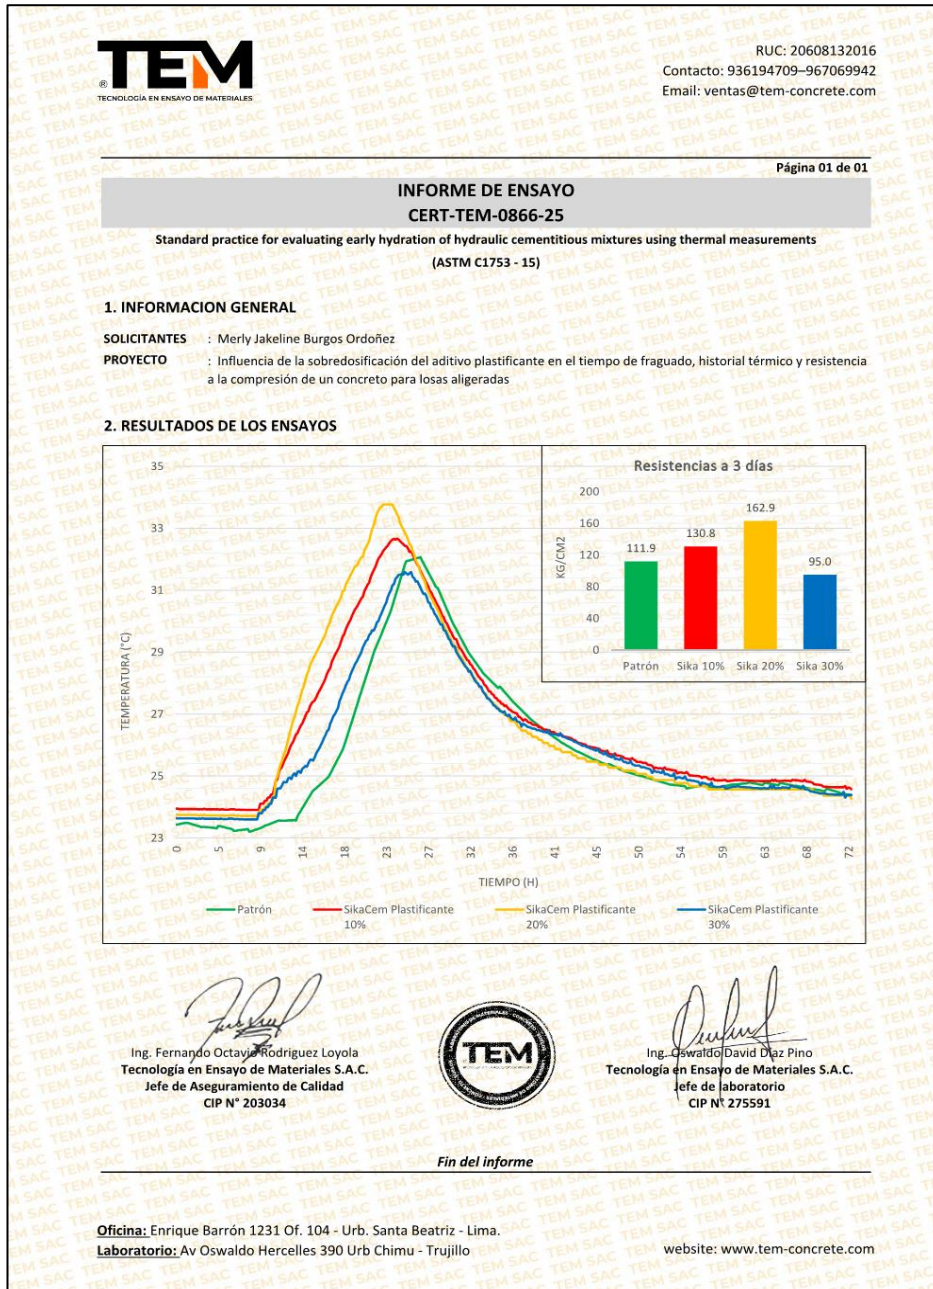 TEM
®
TECNOLOGÍA EN ENSAYO DE MATERIALES
RUC: 20608132016
Contacto: 936194709–967069942
Email: ventas@tem-concrete.com
Página 01 de 01
INFORME DE ENSAYO
CERT-TEM-0866-25
Standard practice for evaluating early hydration of hydraulic cementitious mixtures using thermal measurements
(ASTM C1753 - 15)
1. INFORMACION GENERAL
SOLICITANTES : Merly Jakeline Burgos Ordoñez
PROYECTO : Influencia de la sobredosificación del aditivo plastificante en el tiempo de fraguado, historial térmico y resistencia
a la compresión de un concreto para losas aligeradas
2. RESULTADOS DE LOS ENSAYOS
35
33
31
29
27
25
23
TEMPERATURA (°C)
0 5 9 14 18 23 27 32 36 41 45 50 54 59 63 68 72
TIEMPO (H)
Patrón
SikaCem Plastificante
10%
SikaCem Plastificante
20%
SikaCem Plastificante
30%
Resistencias a 3 días
200
160
120
80
40
0
KG/CM2
111.9 130.8 162.9 95.0
Patrón Sika 10% Sika 20% Sika 30%
Ing. Fernando Octavio Rodriguez Loyola
Tecnología en Ensayo de Materiales S.A.C.
Jefe de Aseguramiento de Calidad
CIP N° 203034
TEM
Ing. Oswaldo David Díaz Pino
Tecnología en Ensayo de Materiales S.A.C.
Jefe de laboratorio
CIP N° 275591
Fin del informe
Oficina: Enrique Barrón 1231 Of. 104 - Urb. Santa Beatriz - Lima.
Laboratorio: Av Oswaldo Hercelles 390 Urb Chimu - Trujillo
website: www.tem-concrete.com
TEM SAC